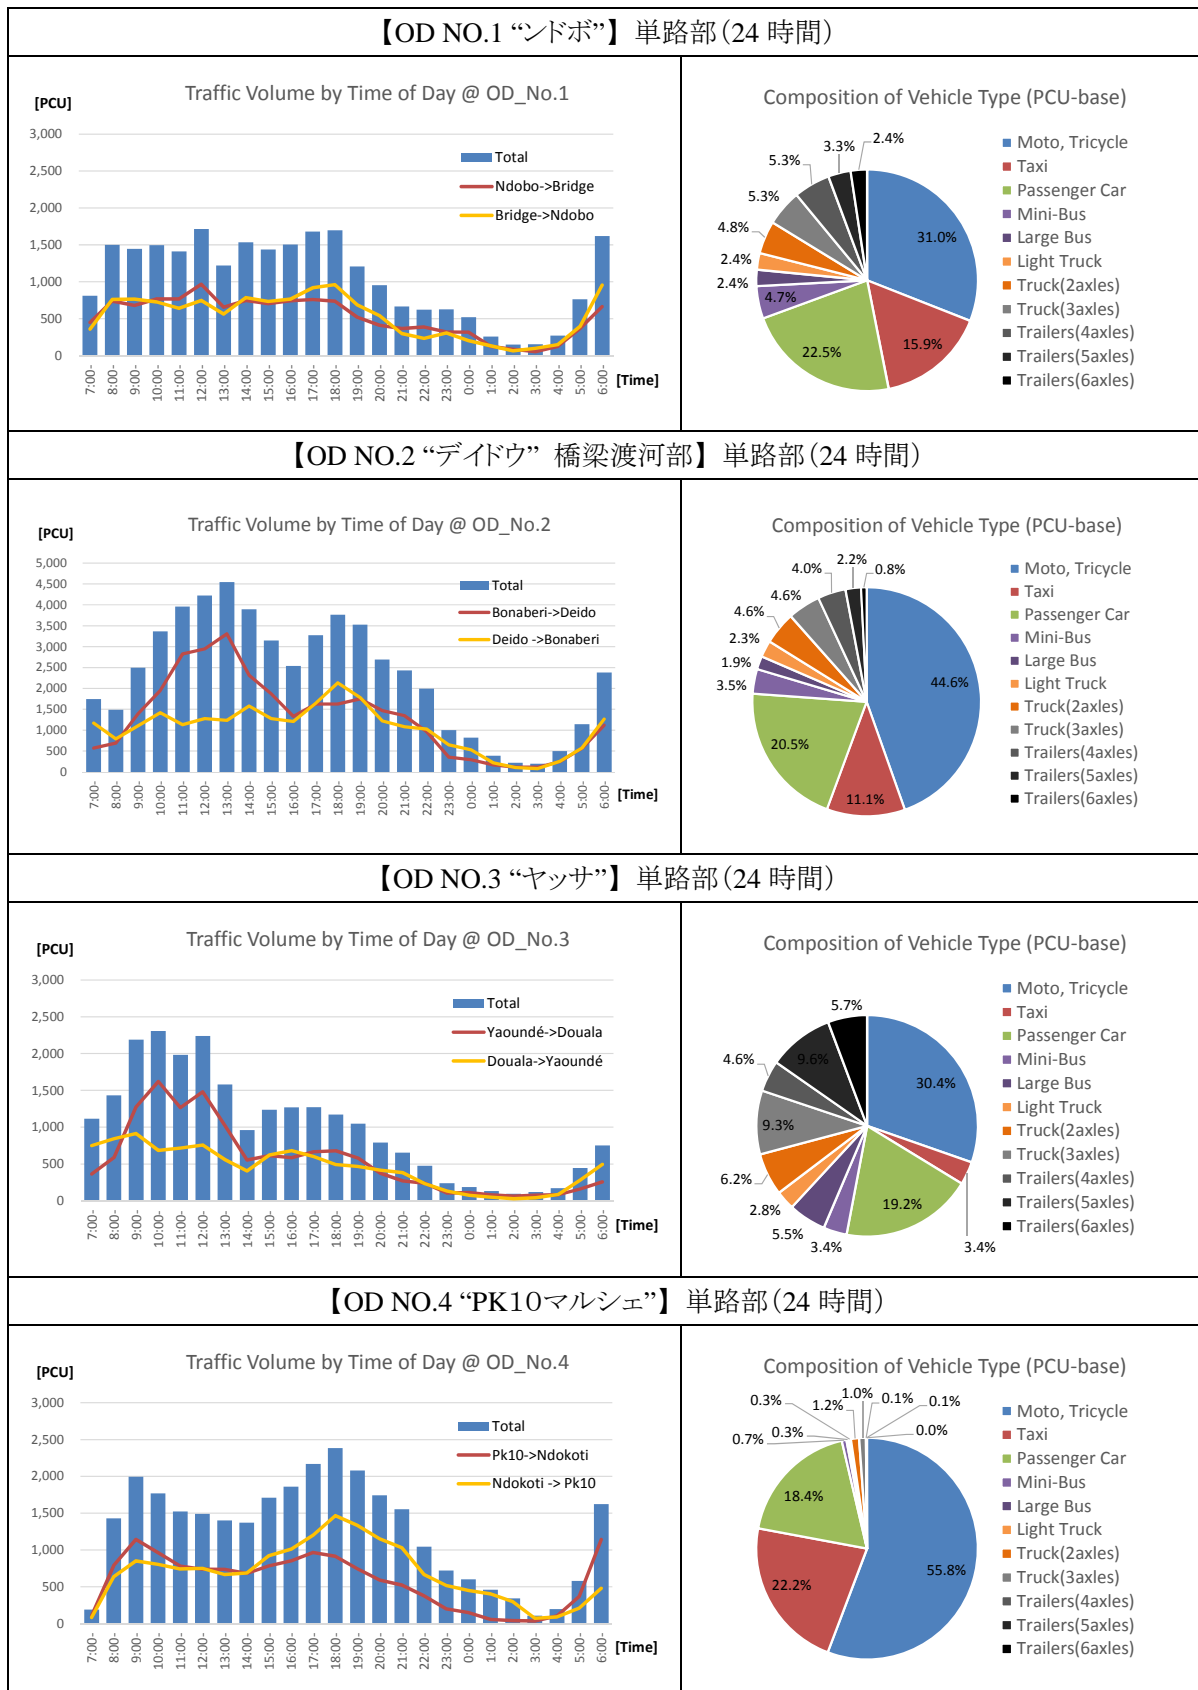 【OD NO.1 “ンドボ”】 単路部（24 時間）
Traffic Volume by Time of Day @ OD_No.1
[PCU]
3,000
2,500
2,000
1,500
1,000
500
0
Total
Ndobo->Bridge
Bridge->Ndobo
7:00- 8:00- 9:00- 10:00- 11:00- 12:00- 13:00- 14:00- 15:00- 16:00- 17:00- 18:00- 19:00- 20:00- 21:00- 22:00- 23:00- 0:00- 1:00- 2:00- 3:00- 4:00- 5:00- 6:00- [Time]
Composition of Vehicle Type (PCU-base)
31.0%
15.9%
22.5%
4.7%
2.4%
2.4%
4.8%
5.3%
5.3%
3.3%
2.4%
Moto, Tricycle
Taxi
Passenger Car
Mini-Bus
Large Bus
Light Truck
Truck(2axles)
Truck(3axles)
Trailers(4axles)
Trailers(5axles)
Trailers(6axles)
【OD NO.2 “デイドウ” 橋梁渡河部】 単路部（24 時間）
Traffic Volume by Time of Day @ OD_No.2
[PCU]
5,000
4,500
4,000
3,500
3,000
2,500
2,000
1,500
1,000
500
0
Total
Bonaberi->Deido
Deido ->Bonaberi
7:00- 8:00- 9:00- 10:00- 11:00- 12:00- 13:00- 14:00- 15:00- 16:00- 17:00- 18:00- 19:00- 20:00- 21:00- 22:00- 23:00- 0:00- 1:00- 2:00- 3:00- 4:00- 5:00- 6:00- [Time]
Composition of Vehicle Type (PCU-base)
44.6%
11.1%
20.5%
3.5%
1.9%
2.3%
4.6%
4.6%
4.0%
2.2%
0.8%
Moto, Tricycle
Taxi
Passenger Car
Mini-Bus
Large Bus
Light Truck
Truck(2axles)
Truck(3axles)
Trailers(4axles)
Trailers(5axles)
Trailers(6axles)
【OD NO.3 “ヤッサ”】 単路部（24 時間）
Traffic Volume by Time of Day @ OD_No.3
[PCU]
3,000
2,500
2,000
1,500
1,000
500
0
Total
Yaoundé->Douala
Douala->Yaoundé
7:00- 8:00- 9:00- 10:00- 11:00- 12:00- 13:00- 14:00- 15:00- 16:00- 17:00- 18:00- 19:00- 20:00- 21:00- 22:00- 23:00- 0:00- 1:00- 2:00- 3:00- 4:00- 5:00- 6:00- [Time]
Composition of Vehicle Type (PCU-base)
30.4%
3.4%
19.2%
3.4%
5.5%
2.8%
6.2%
9.3%
4.6%
9.6%
5.7%
Moto, Tricycle
Taxi
Passenger Car
Mini-Bus
Large Bus
Light Truck
Truck(2axles)
Truck(3axles)
Trailers(4axles)
Trailers(5axles)
Trailers(6axles)
【OD NO.4 “PK１０マルシェ”】 単路部（24 時間）
Traffic Volume by Time of Day @ OD_No.4
[PCU]
3,000
2,500
2,000
1,500
1,000
500
0
Total
Pk10->Ndokoti
Ndokoti -> Pk10
7:00- 8:00- 9:00- 10:00- 11:00- 12:00- 13:00- 14:00- 15:00- 16:00- 17:00- 18:00- 19:00- 20:00- 21:00- 22:00- 23:00- 0:00- 1:00- 2:00- 3:00- 4:00- 5:00- 6:00- [Time]
Composition of Vehicle Type (PCU-base)
55.8%
22.2%
18.4%
0.7%
0.3%
0.3%
1.2%
1.0%
0.1%
0.1%
0.0%
Moto, Tricycle
Taxi
Passenger Car
Mini-Bus
Large Bus
Light Truck
Truck(2axles)
Truck(3axles)
Trailers(4axles)
Trailers(5axles)
Trailers(6axles)